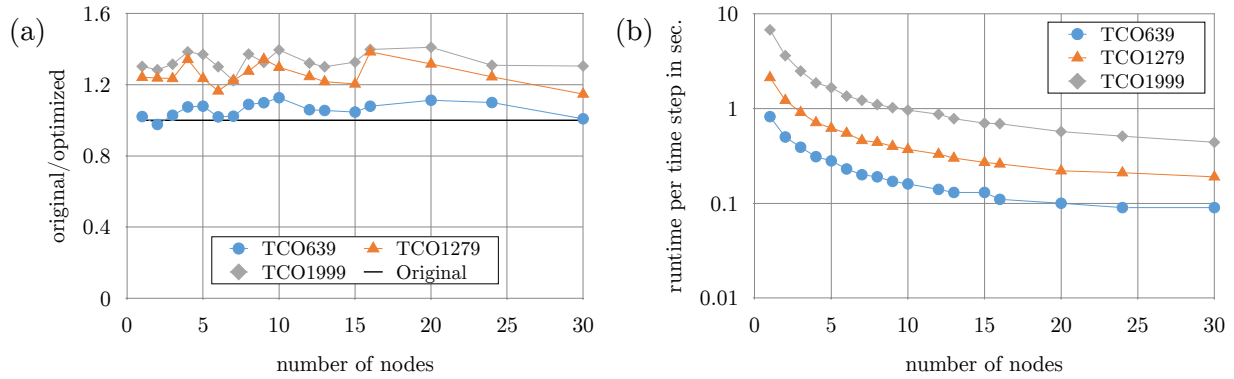 (a)
original/optimized
1.6
1.2
0.8
0.4
0
TCO639
TCO1279
TCO1999
Original
0 5 10 15 20 25 30
number of nodes
(b)
runtime per time step in sec.
10
1
0.1
0.01
TCO639
TCO1279
TCO1999
0 5 10 15 20 25 30
number of nodes